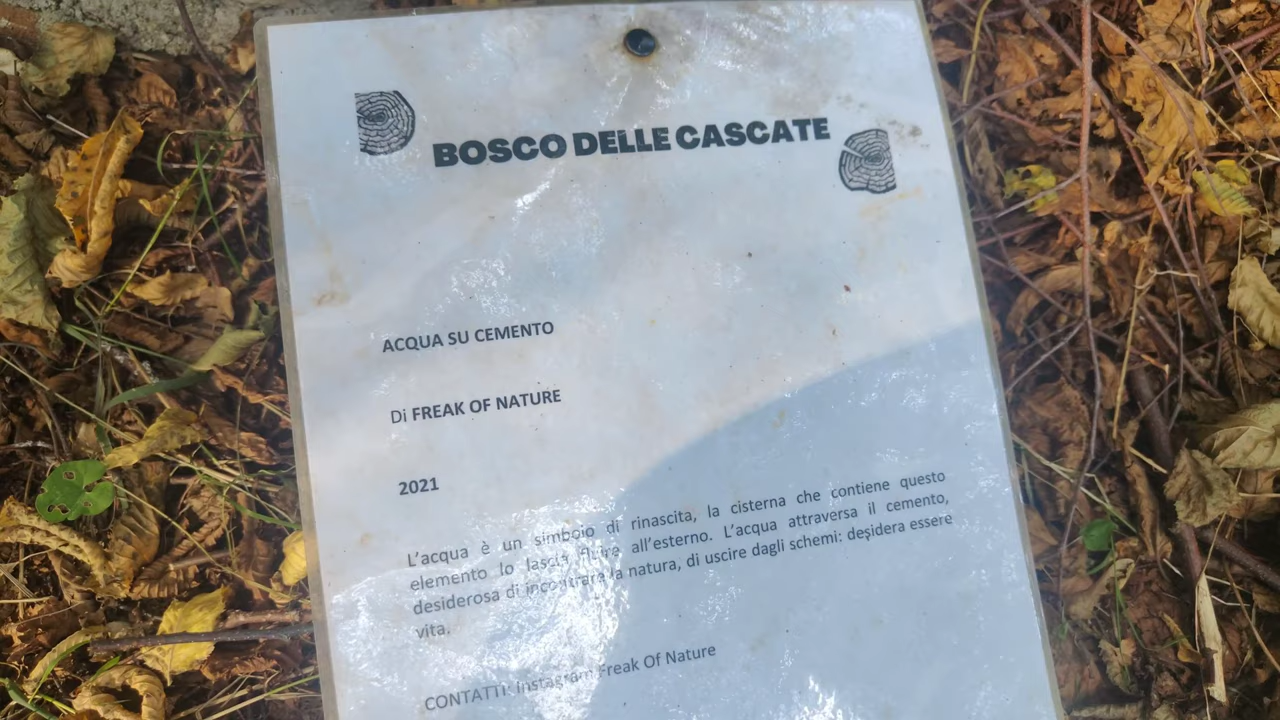 BOSCO DELLE CASCATE
ACQUA SU CEMENTO
Di FREAK OF NATURE
2021
L'acqua è un simbolo di rinascita, la cisterna che contiene questo
elemento lo lascia fluire all'esterno. L'acqua attraversa il cemento,
desiderosa di incontrare la natura, di uscire dagli schemi: desidera essere
vita.
CONTATTI: Instagram Freak Of Nature